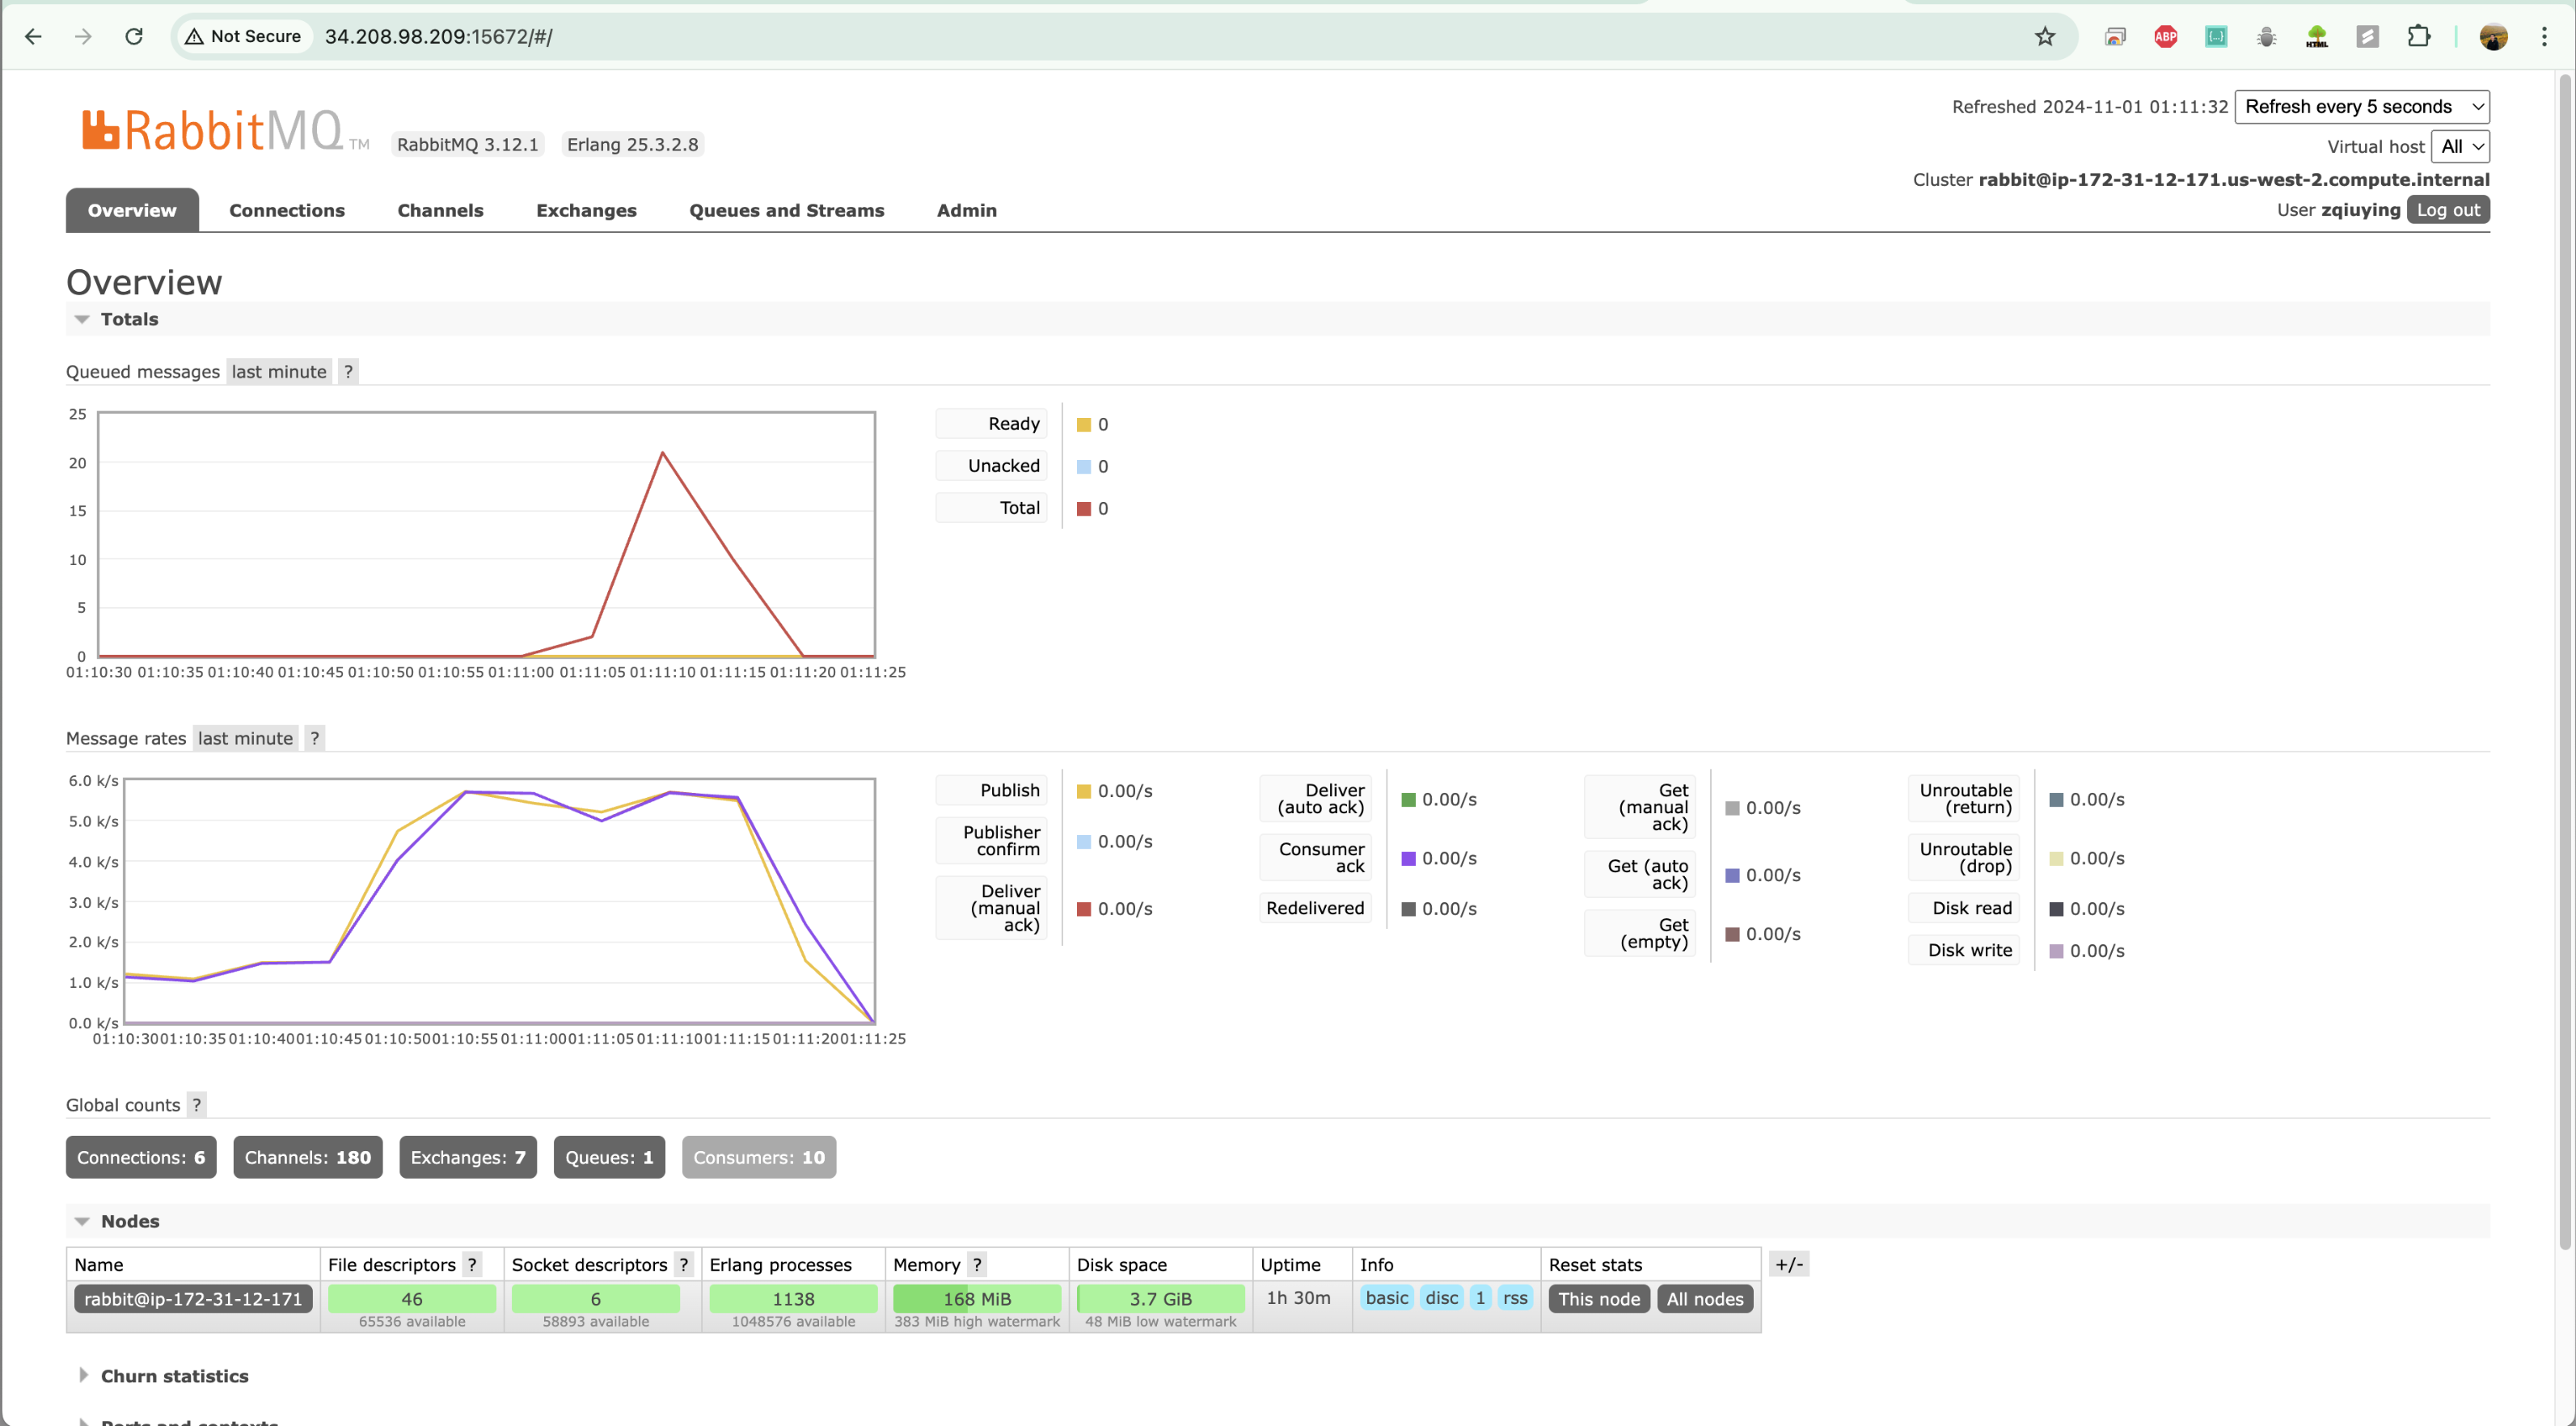 Not Secure 34.208.98.209:15672/#/
ABP
HTML
RabbitMQ TM RabbitMQ 3.12.1 Erlang 25.3.2.8
Refreshed 2024-11-01 01:11:32 Refresh every 5 seconds
Virtual host All
Cluster rabbit@ip-172-31-12-171.us-west-2.compute.internal
User zqiuying Log out
Overview Connections Channels Exchanges Queues and Streams Admin
Overview
Totals
Queued messages last minute ?
25
20
15
10
5
0
01:10:30 01:10:35 01:10:40 01:10:45 01:10:50 01:10:55 01:11:00 01:11:05 01:11:10 01:11:15 01:11:20 01:11:25
Ready 0
Unacked 0
Total 0
Message rates last minute ?
6.0 k/s
5.0 k/s
4.0 k/s
3.0 k/s
2.0 k/s
1.0 k/s
0.0 k/s
01:10:30 01:10:35 01:10:40 01:10:45 01:10:50 01:10:55 01:11:00 01:11:05 01:11:10 01:11:15 01:11:20 01:11:25
Publish 0.00/s
Publisher
confirm 0.00/s
Deliver
(manual
ack) 0.00/s
Deliver
(auto ack) 0.00/s
Consumer
ack 0.00/s
Redelivered 0.00/s
Get
(manual
ack) 0.00/s
Get (auto
ack) 0.00/s
Get
(empty) 0.00/s
Unroutable
(return) 0.00/s
Unroutable
(drop) 0.00/s
Disk read 0.00/s
Disk write 0.00/s
Global counts ?
Connections: 6 Channels: 180 Exchanges: 7 Queues: 1 Consumers: 10
Nodes
Name File descriptors ? Socket descriptors ? Erlang processes Memory ? Disk space Uptime Info Reset stats +/-
rabbit@ip-172-31-12-171 46 6 1138 168 MiB 3.7 GiB 1h 30m basic disc 1 rss This node All nodes
65536 available 58893 available 1048576 available 383 MiB high watermark 48 MiB low watermark
Churn statistics
Ports and contexts